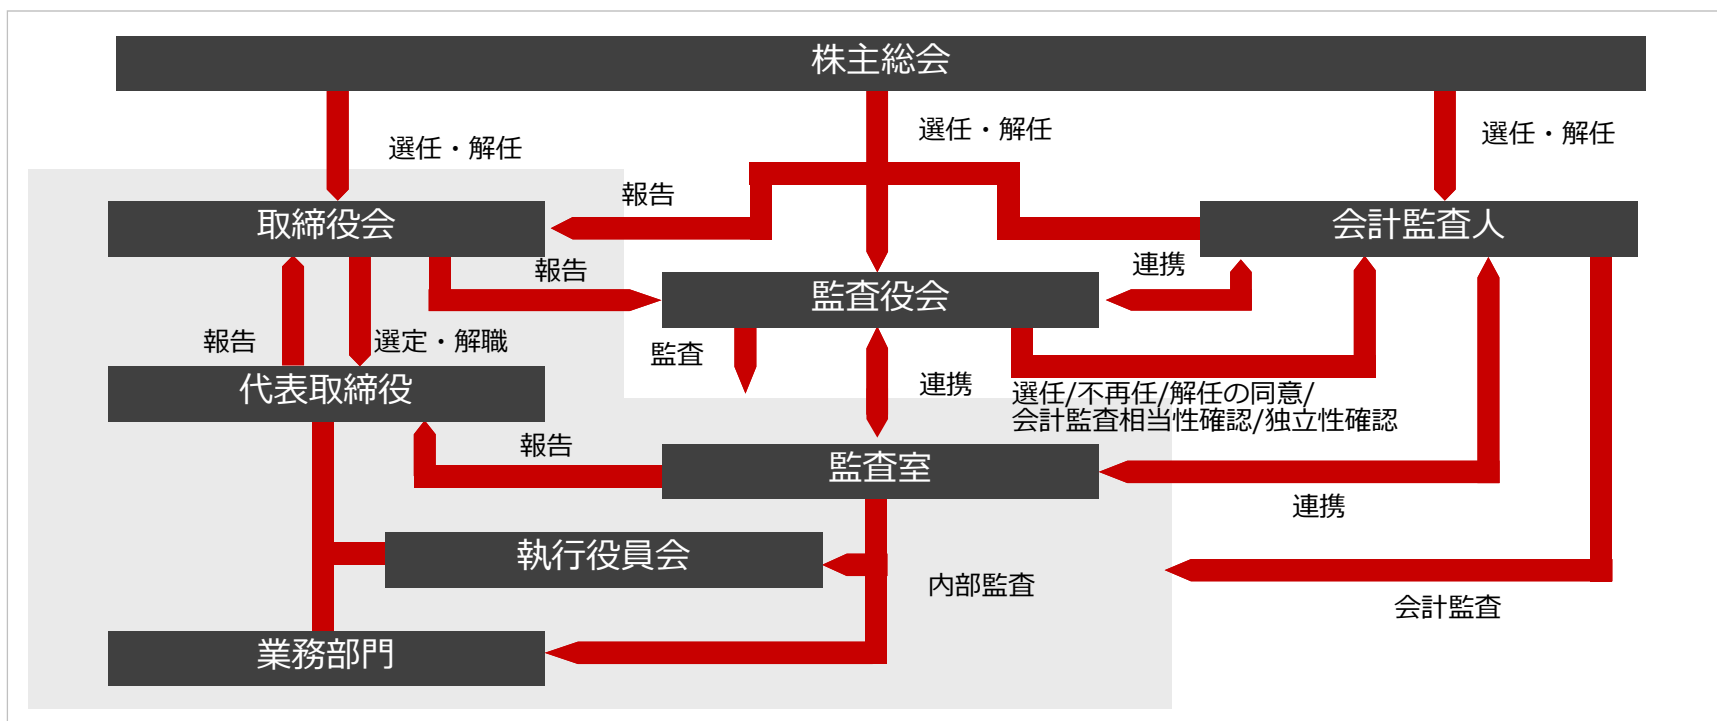 株主総会
選任・解任
選任・解任
選任・解任
報告
取締役会
会計監査人
報告
連携
監査役会
報告
選定・解職
監査
連携
代表取締役
選任/不再任/解任の同意/
会計監査相当性確認/独立性確認
報告
監査室
連携
執行役員会
内部監査
会計監査
業務部門